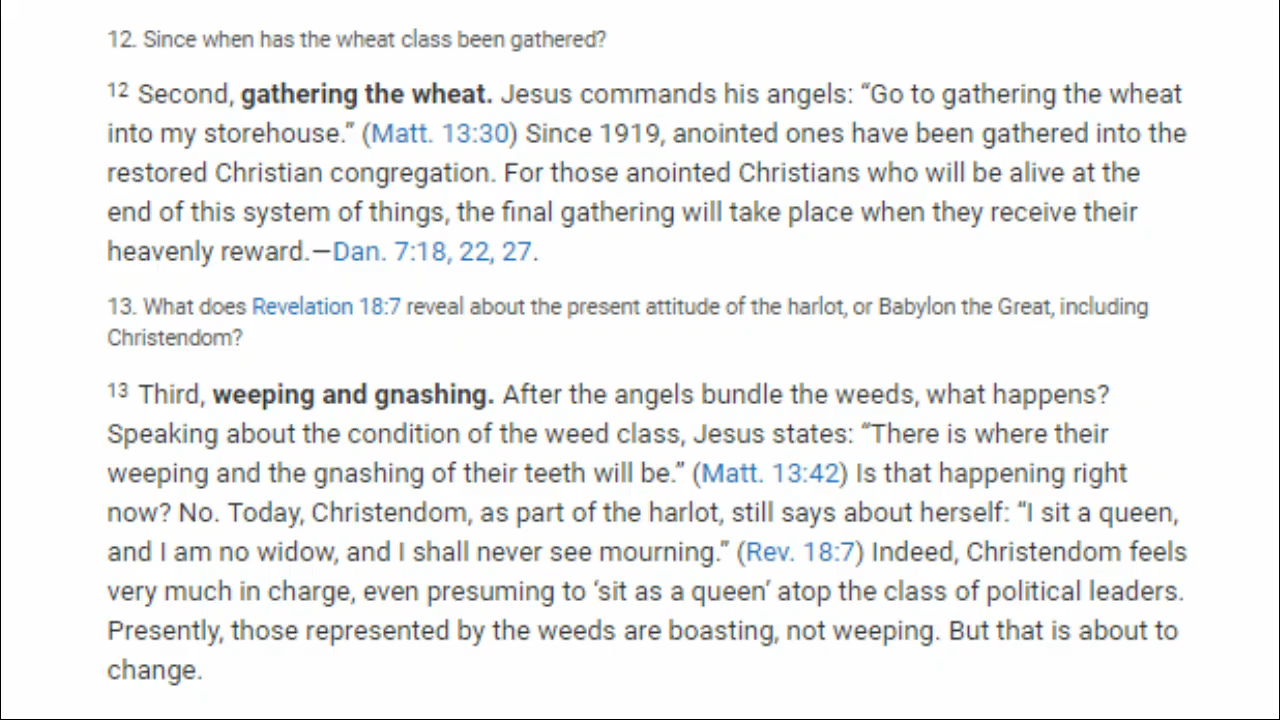 12. Since when has the wheat class been gathered?
12 Second, gathering the wheat. Jesus commands his angels: “Go to gathering the wheat
into my storehouse.” (Matt. 13:30) Since 1919, anointed ones have been gathered into the
restored Christian congregation. For those anointed Christians who will be alive at the
end of this system of things, the final gathering will take place when they receive their
heavenly reward.—Dan. 7:18, 22, 27.
13. What does Revelation 18:7 reveal about the present attitude of the harlot, or Babylon the Great, including
Christendom?
13 Third, weeping and gnashing. After the angels bundle the weeds, what happens?
Speaking about the condition of the weed class, Jesus states: “There is where their
weeping and the gnashing of their teeth will be.” (Matt. 13:42) Is that happening right
now? No. Today, Christendom, as part of the harlot, still says about herself: “I sit a queen,
and I am no widow, and I shall never see mourning.” (Rev. 18:7) Indeed, Christendom feels
very much in charge, even presuming to ‘sit as a queen’ atop the class of political leaders.
Presently, those represented by the weeds are boasting, not weeping. But that is about to
change.